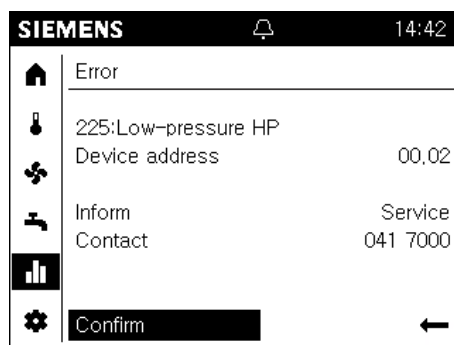 SIEMENS 14:42
Error
225:Low-pressure HP
Device address 00,02
Inform Service
Contact 041 7000
Confirm